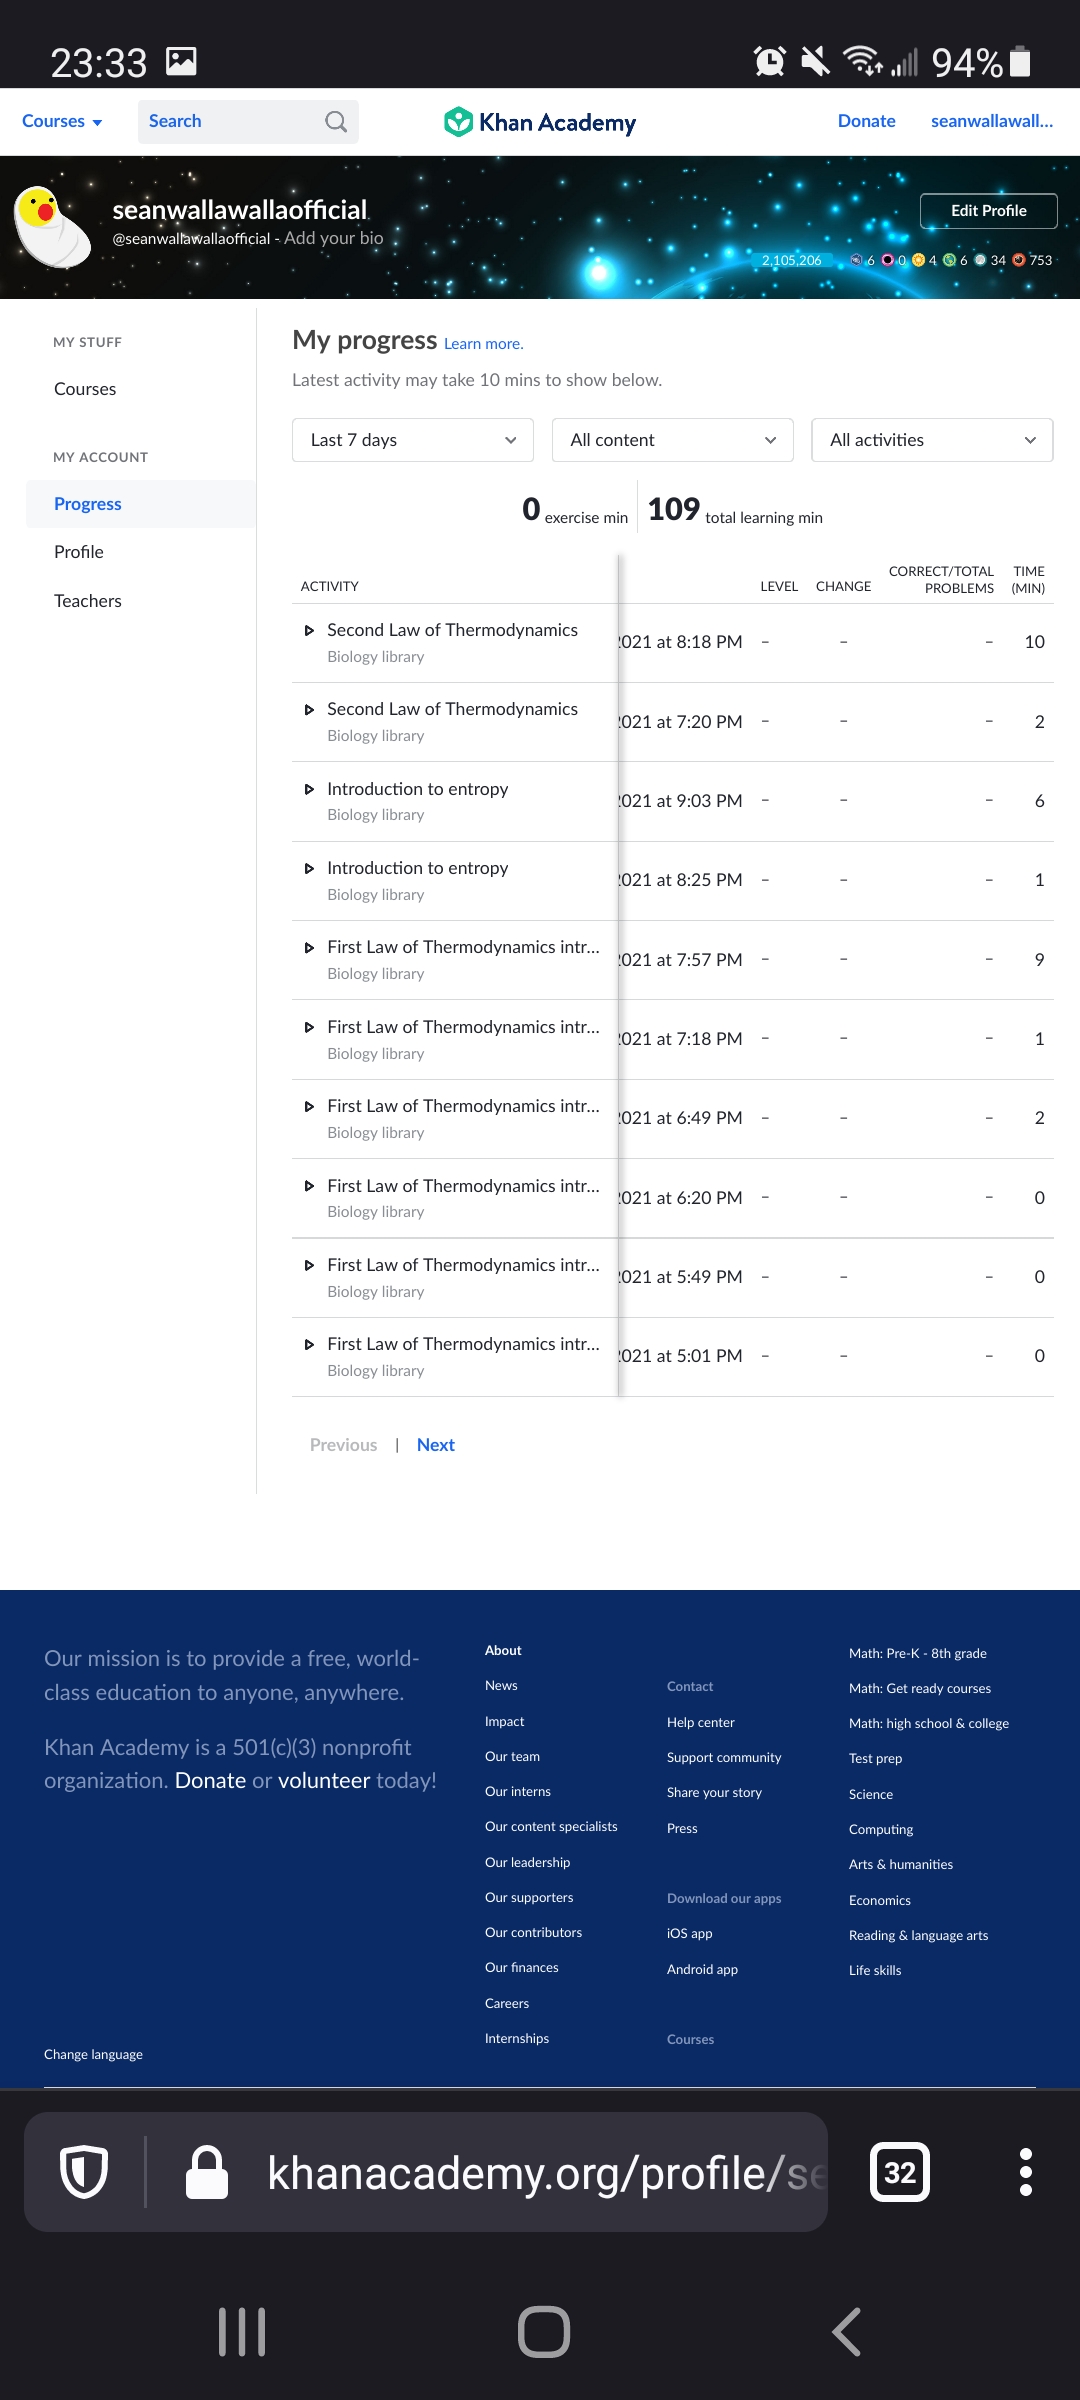 23:33 94%
Courses Search Khan Academy Donate seanwallawall...
seanwallawallaofficial
@seanwallawallaofficial - Add your bio
Edit Profile
2,105,206 6 0 4 6 34 753
MY STUFF
Courses
MY ACCOUNT
Progress
Profile
Teachers
My progress Learn more.
Latest activity may take 10 mins to show below.
Last 7 days All content All activities
0 exercise min 109 total learning min
ACTIVITY LEVEL CHANGE CORRECT/TOTAL PROBLEMS TIME (MIN)
Second Law of Thermodynamics
Biology library
2021 at 8:18 PM – – – 10
Second Law of Thermodynamics
Biology library
2021 at 7:20 PM – – – 2
Introduction to entropy
Biology library
2021 at 9:03 PM – – – 6
Introduction to entropy
Biology library
2021 at 8:25 PM – – – 1
First Law of Thermodynamics intr...
Biology library
2021 at 7:57 PM – – – 9
First Law of Thermodynamics intr...
Biology library
2021 at 7:18 PM – – – 1
First Law of Thermodynamics intr...
Biology library
2021 at 6:49 PM – – – 2
First Law of Thermodynamics intr...
Biology library
2021 at 6:20 PM – – – 0
First Law of Thermodynamics intr...
Biology library
2021 at 5:49 PM – – – 0
First Law of Thermodynamics intr...
Biology library
2021 at 5:01 PM – – – 0
Previous | Next
Our mission is to provide a free, world-
class education to anyone, anywhere.
Khan Academy is a 501(c)(3) nonprofit
organization. Donate or volunteer today!
Change language
About
News
Impact
Our team
Our interns
Our content specialists
Our leadership
Our supporters
Our contributors
Our finances
Careers
Internships
Contact
Help center
Support community
Share your story
Press
Download our apps
iOS app
Android app
Courses
Math: Pre-K - 8th grade
Math: Get ready courses
Math: high school & college
Test prep
Science
Computing
Arts & humanities
Economics
Reading & language arts
Life skills
khanacademy.org/profile/se
32